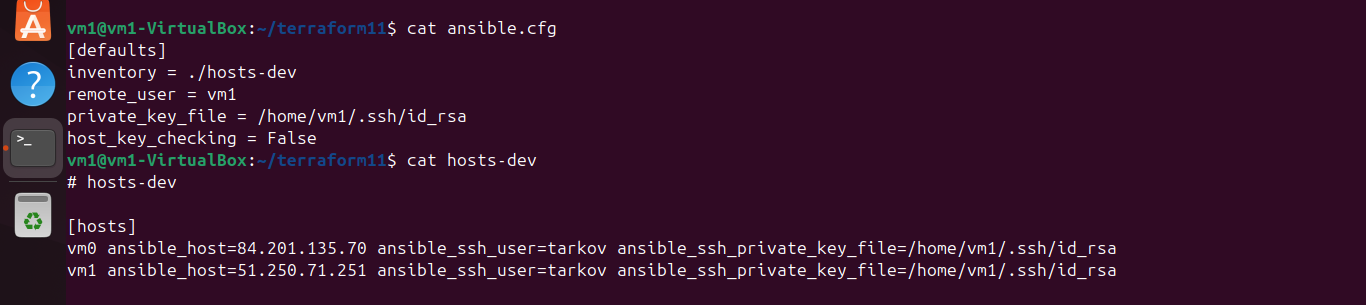 vm1@vm1-VirtualBox:~/terraform11$ cat ansible.cfg
[defaults]
inventory = ./hosts-dev
remote_user = vm1
private_key_file = /home/vm1/.ssh/id_rsa
host_key_checking = False
vm1@vm1-VirtualBox:~/terraform11$ cat hosts-dev
# hosts-dev

[hosts]
vm0 ansible_host=84.201.135.70 ansible_ssh_user=tarkov ansible_ssh_private_key_file=/home/vm1/.ssh/id_rsa
vm1 ansible_host=51.250.71.251 ansible_ssh_user=tarkov ansible_ssh_private_key_file=/home/vm1/.ssh/id_rsa